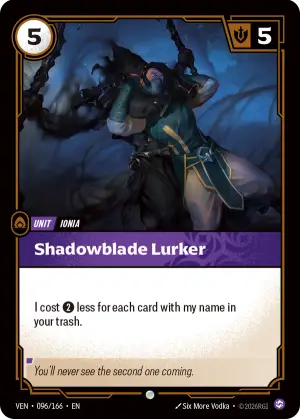 5
5
UNIT IONIA
Shadowblade Lurker
I cost 2 less for each card with my name in
your trash.
You'll never see the second one coming.
VEN • 096/166 • EN
Six More Vodka • ©2026RGI